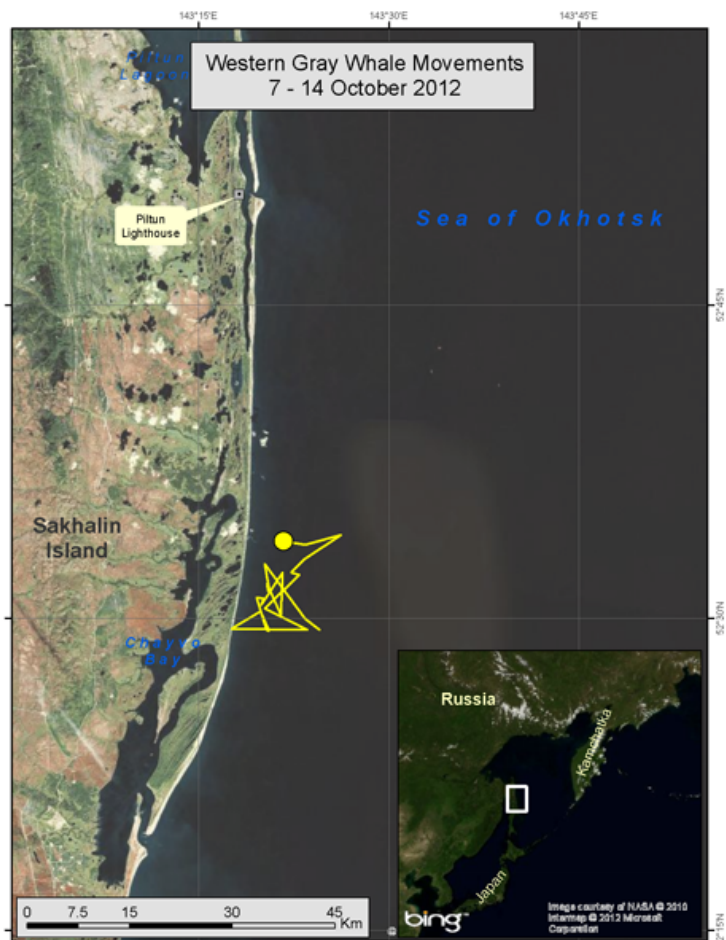 143°15'E
143°30'E
143°45'E
Western Gray Whale Movements
7 - 14 October 2012
Piltun
Lagoon
Piltun
Lighthouse
Sea of Okhotsk
52°45'N
Sakhalin
Island
52°30'N
Chayvo
Bay
Russia
Kamchatka
Japan
Image courtesy of NASA © 2010
Intermap © 2012 Microsoft
Corporation
bing
0 7.5 15 30 45
Km
15'N